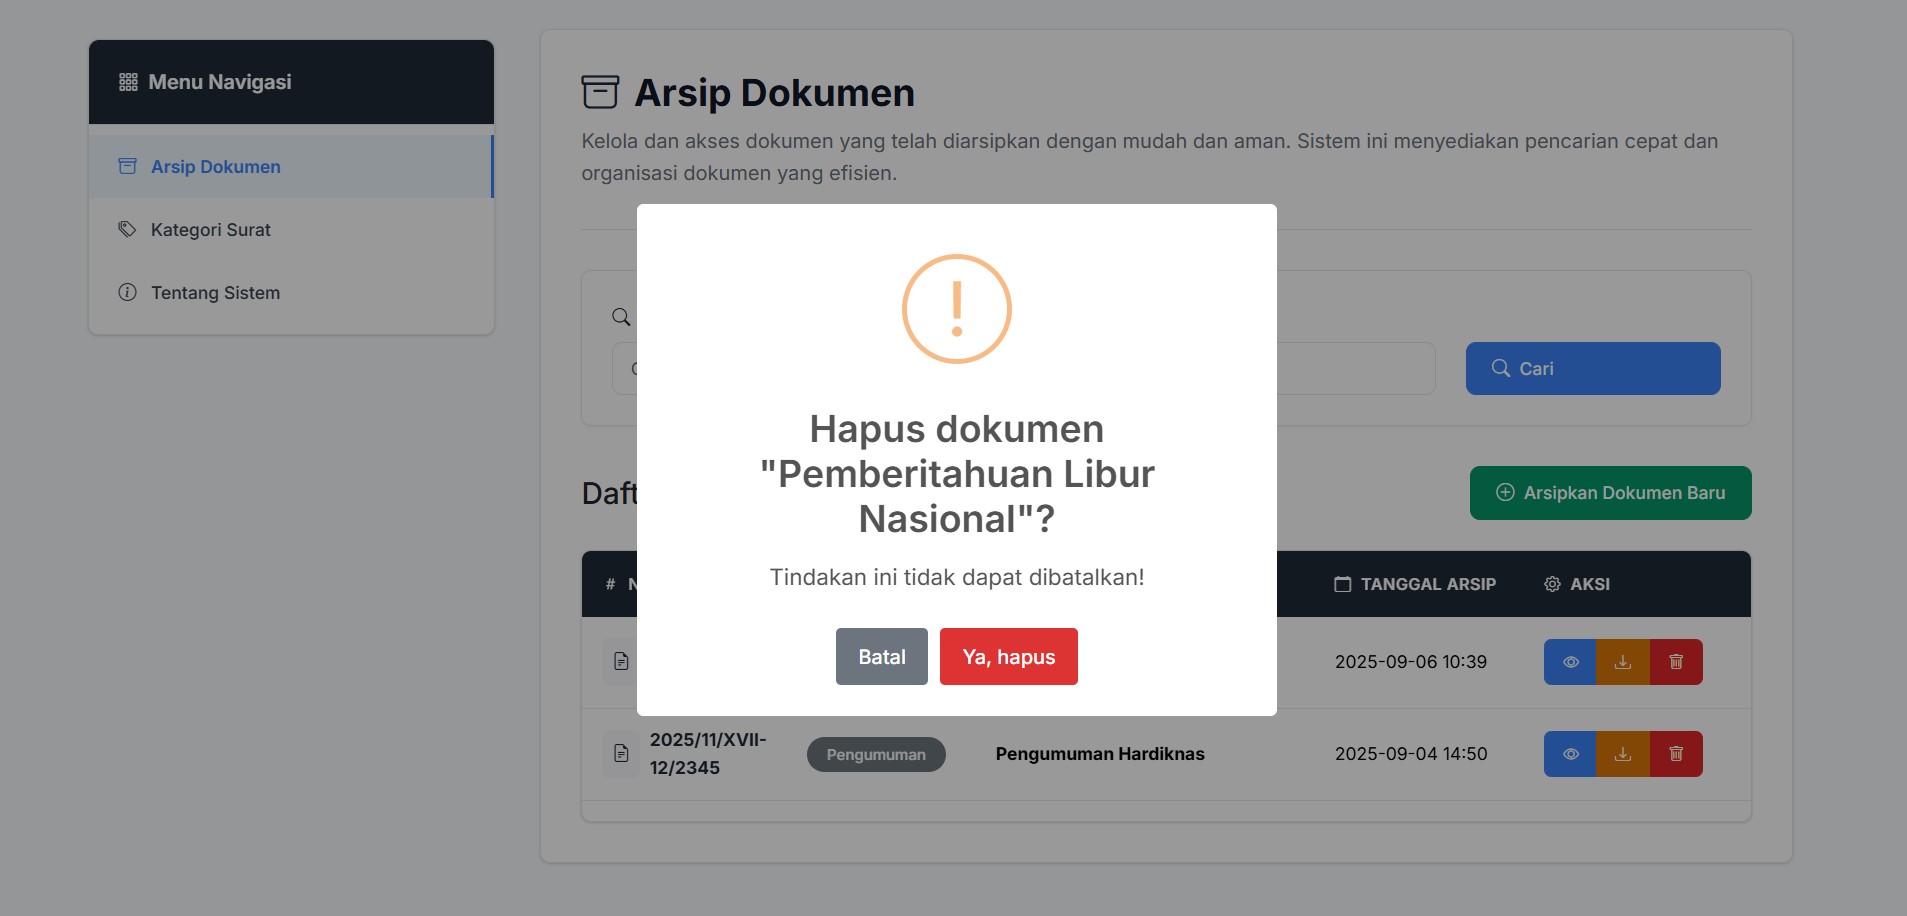 Menu Navigasi
Arsip Dokumen
Kategori Surat
Tentang Sistem
Arsip Dokumen
Kelola dan akses dokumen yang telah diarsipkan dengan mudah dan aman. Sistem ini menyediakan pencarian cepat dan
organisasi dokumen yang efisien.
Cari
Arsipkan Dokumen Baru
Hapus dokumen
"Pemberitahuan Libur
Nasional"?
Tindakan ini tidak dapat dibatalkan!
Batal
Ya, hapus
# TANGGAL ARSIP AKSI
2025-09-06 10:39
2025/11/XVII-
12/2345
Pengumuman
Pengumuman Hardiknas
2025-09-04 14:50